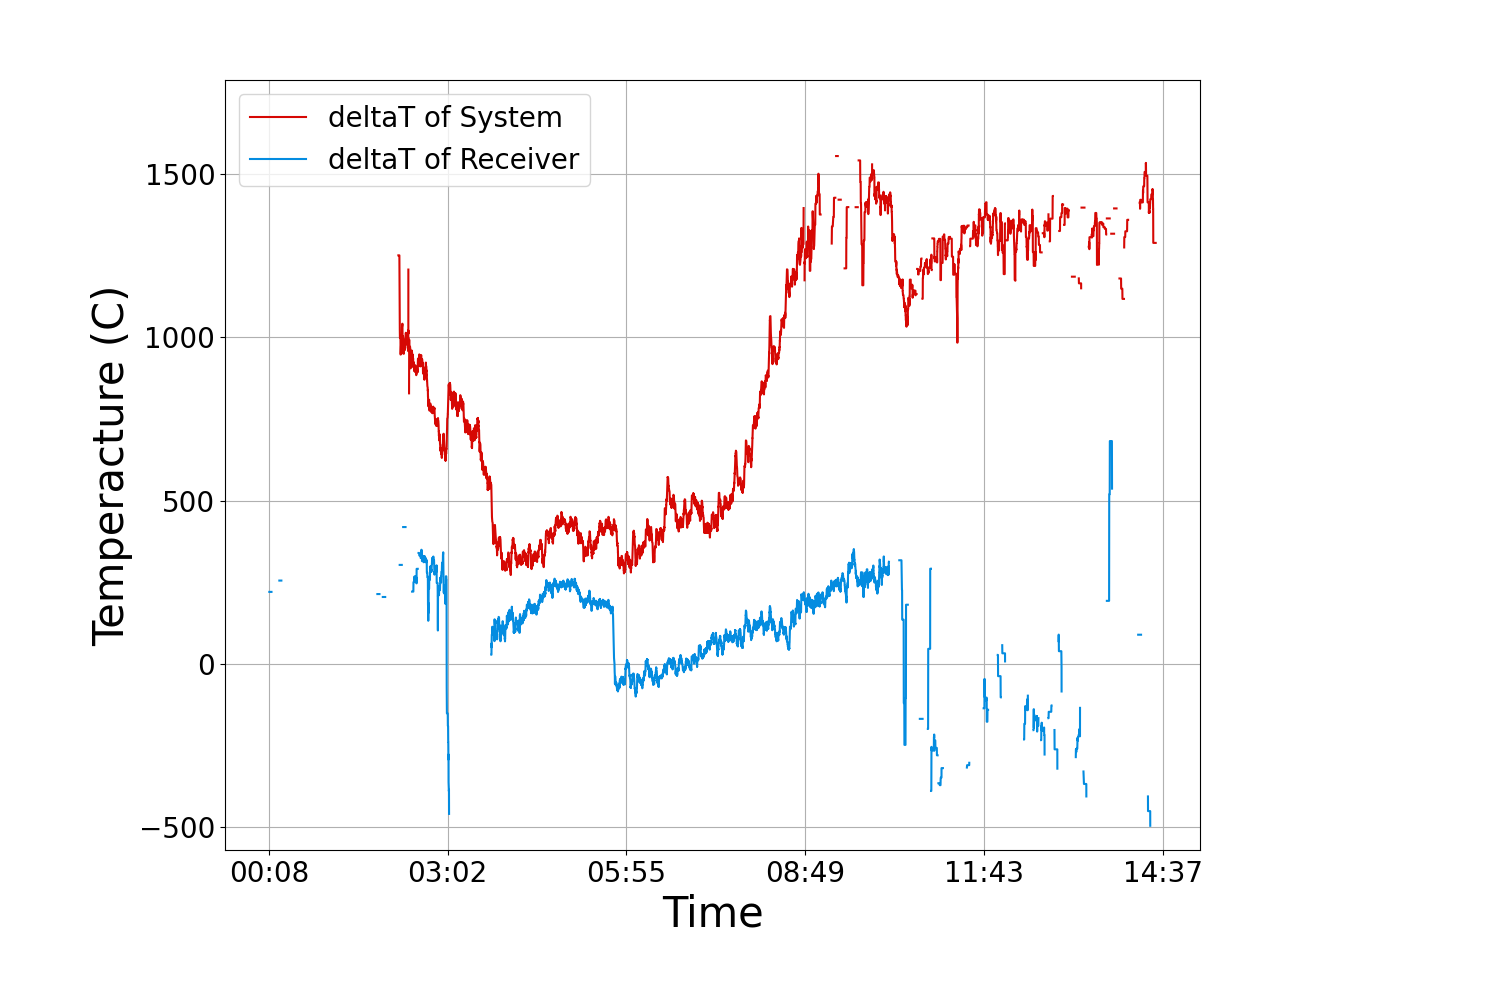 deltaT of System
deltaT of Receiver
Temperacture (C)
1500
1000
500
0
−500
00:08 03:02 05:55 08:49 11:43 14:37
Time